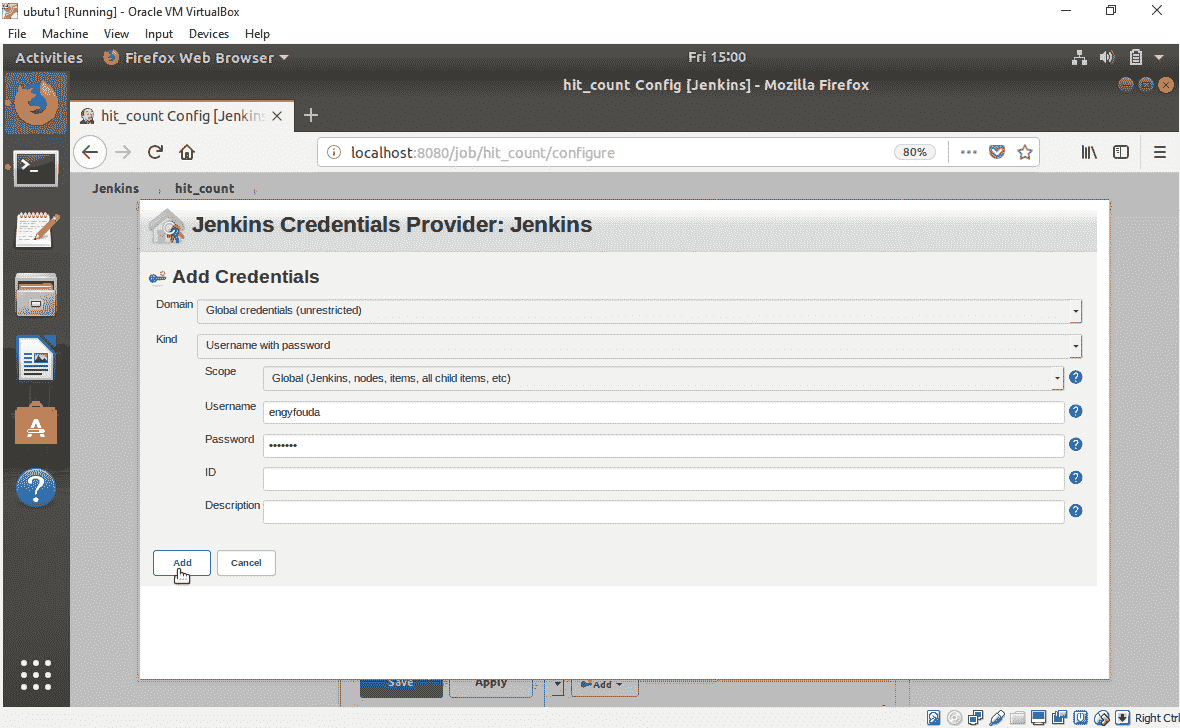 ubutu1 [Running] - Oracle VM VirtualBox
File Machine View Input Devices Help
Activities Firefox Web Browser Fri 15:00
hit_count Config [Jenkins] - Mozilla Firefox
hit_count Config [Jenkins
localhost:8080/job/hit_count/configure 80%
Jenkins hit_count
Jenkins Credentials Provider: Jenkins
Add Credentials
Domain Global credentials (unrestricted)
Kind Username with password
Scope Global (Jenkins, nodes, items, all child items, etc)
Username engyfouda
Password •••••••
ID
Description
Add Cancel
Save Apply Add
Right Ctrl